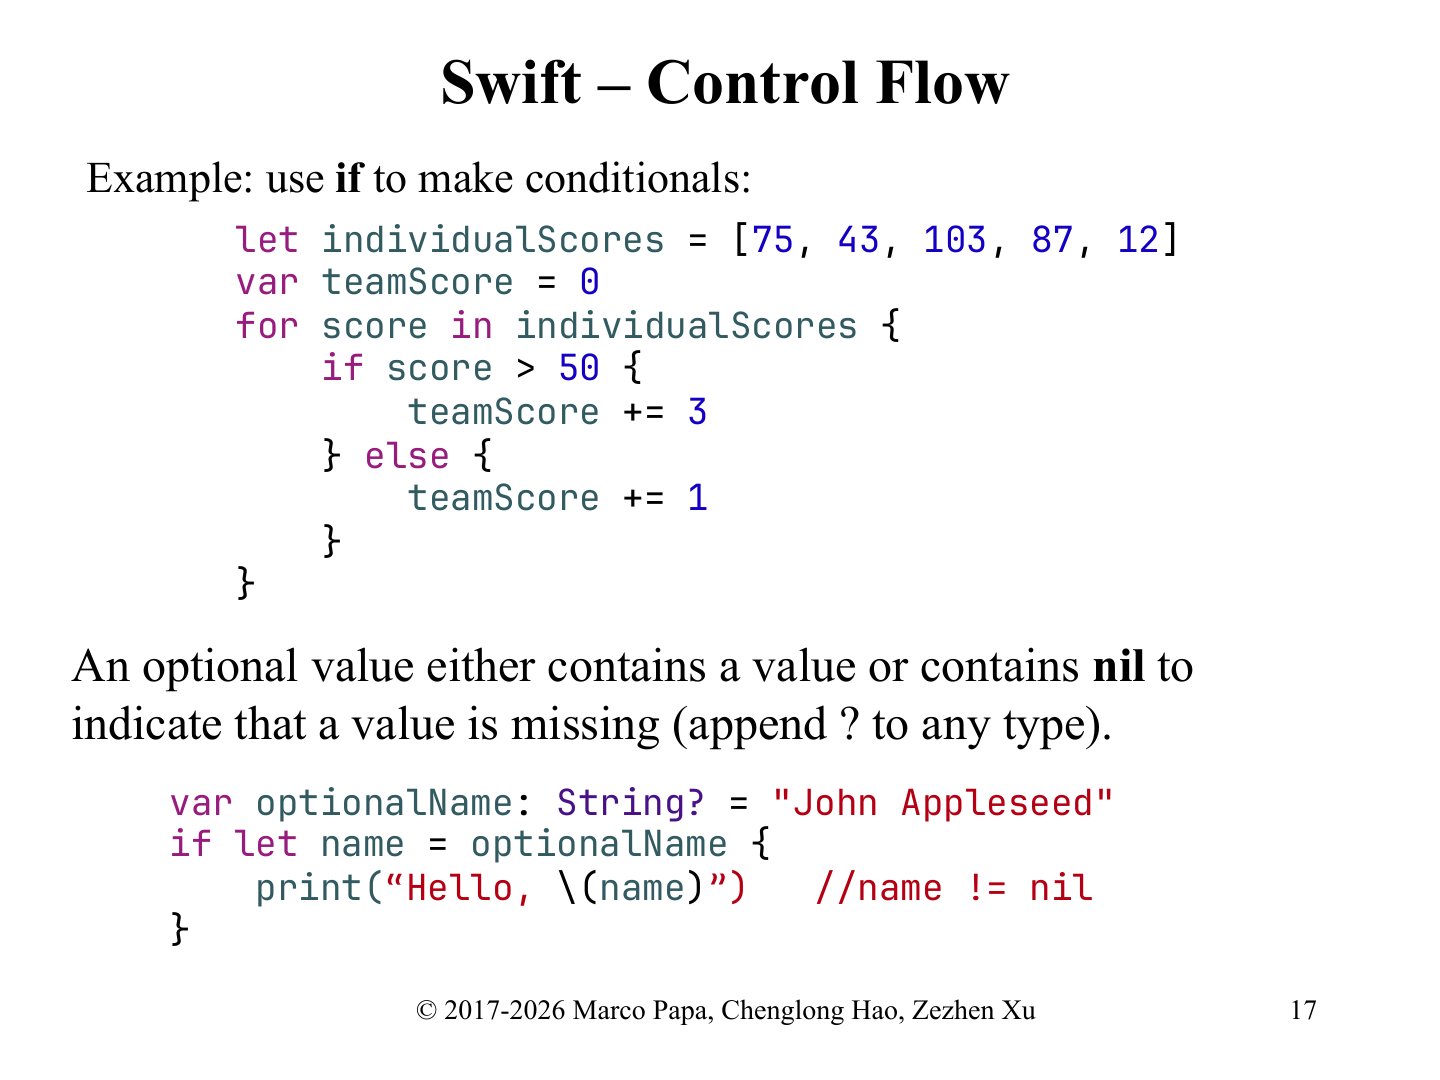 Swift – Control Flow
Example: use if to make conditionals:
let individualScores = [75, 43, 103, 87, 12]
var teamScore = 0
for score in individualScores {
    if score > 50 {
        teamScore += 3
    } else {
        teamScore += 1
    }
}
An optional value either contains a value or contains nil to
indicate that a value is missing (append ? to any type).
var optionalName: String? = "John Appleseed"
if let name = optionalName {
    print(“Hello, \(name)”)   //name != nil
}
© 2017-2026 Marco Papa, Chenglong Hao, Zezhen Xu
17